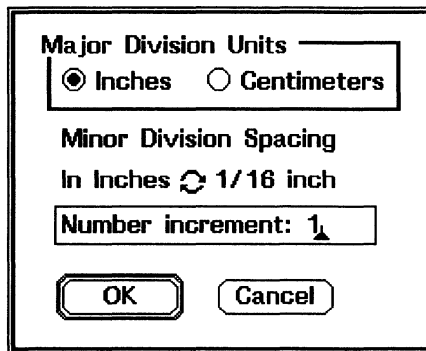 Major Division Units
Inches Centimeters
Minor Division Spacing
In Inches 1/16 inch
Number increment: 1
OK Cancel